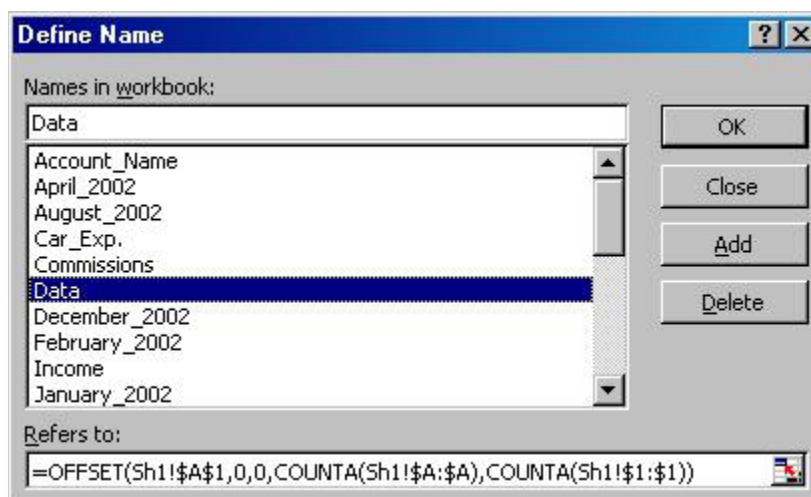 Define Name
Names in workbook:
Data
OK
Account_Name
April_2002
August_2002
Car_Exp.
Commissions
Data
December_2002
February_2002
Income
January_2002
Close
Add
Delete
Refers to:
=OFFSET(Sh1!$A$1,0,0,COUNTA(Sh1!$A:$A),COUNTA(Sh1!$1:$1))